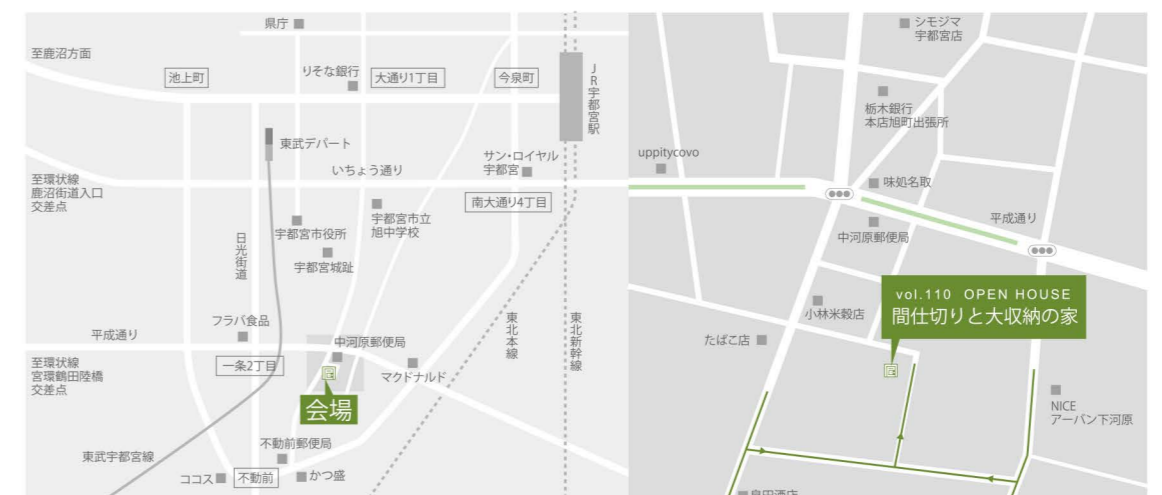 県庁
至鹿沼方面
池上町
りそな銀行
大通り1丁目
今泉町
JR宇都宮駅
東武デパート
いちょう通り
サン・ロイヤル
宇都宮
至環状線
鹿沼街道入口
交差点
南大通り4丁目
宇都宮市役所
宇都宮市立
旭中学校
日光街道
宇都宮城趾
フラバ食品
平成通り
東北本線
東北新幹線
中河原郵便局
至環状線
宮環鶴田陸橋
交差点
一条2丁目
マクドナルド
会場
不動前郵便局
東武宇都宮線
ココス
不動前
かつ盛
シモジマ
宇都宮店
栃木銀行
本店旭町出張所
uppitycovo
味処名取
平成通り
中河原郵便局
vol.110 OPEN HOUSE
間仕切りと大収納の家
小林米穀店
たばこ店
NICE
アーバン下河原